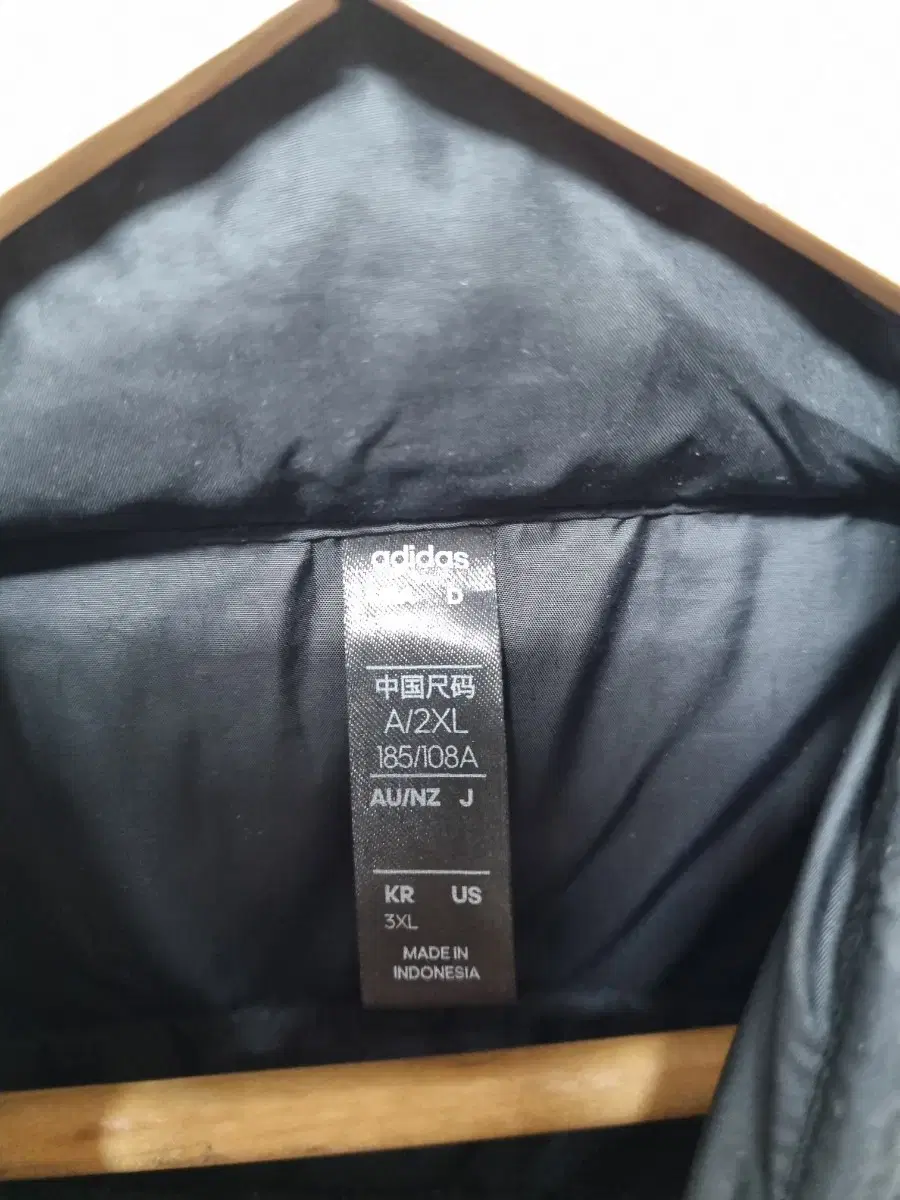 adidas
D
中国尺码
A/2XL
185/108A
AU/NZ J
KR US
3XL
MADE IN
INDONESIA